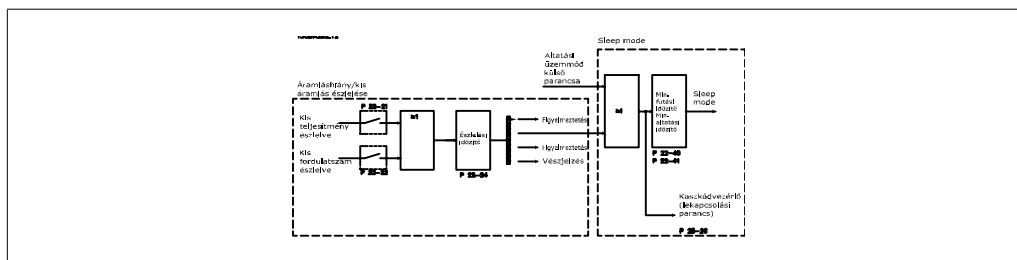 Sleep mode
Altatási
üzemmód
külső
parancsa
Áramláshiány/kis
áramlás észlelése
P 22-21
Kis
teljesítmény
észlelve
≥1
Észlelési
időzítő
P 22-24
Kis
fordulatszám
észlelve
P 22-22
Figyelmeztetés
Figyelmeztetés
Vészjelzés
≥1
Min.
futási
időzítő
Min.
altatási
időzítő
P 22-40
P 22-41
Sleep
mode
Kaszkádvezérlő
(lekapcsolási
parancs)
P 25-26